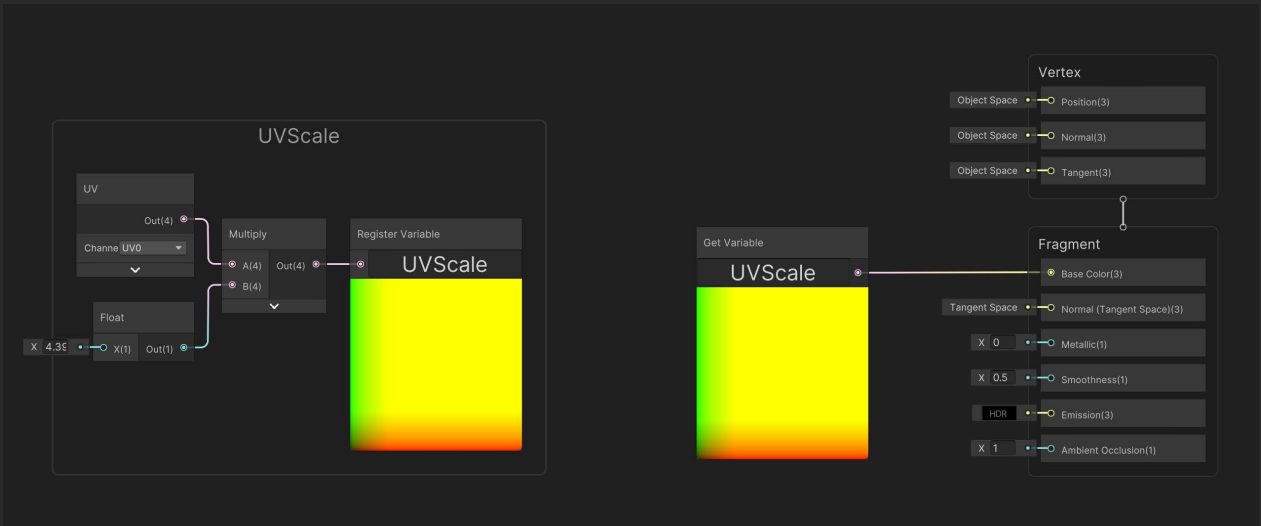 UVScale
UV
Out(4)
Channe UV0
Float
X 4.39
X(1) Out(1)
Multiply
A(4) Out(4)
B(4)
Register Variable
UVScale
Get Variable
UVScale
Vertex
Object Space Position(3)
Object Space Normal(3)
Object Space Tangent(3)
Fragment
Base Color(3)
Tangent Space Normal (Tangent Space)(3)
X 0 Metallic(1)
X 0.5 Smoothness(1)
HDR Emission(3)
X 1 Ambient Occlusion(1)